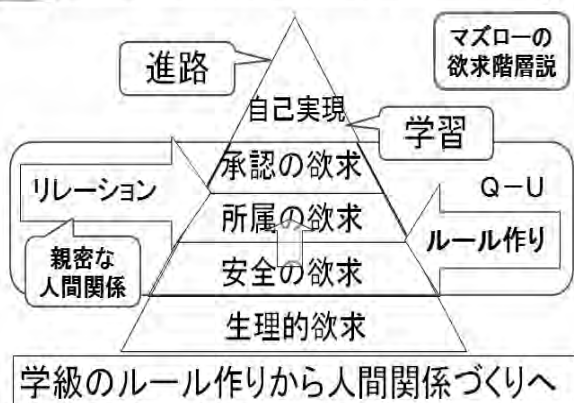 マズローの
欲求階層説
進路
自己実現
学習
承認の欲求
リレーション
Q-U
所属の欲求
ルール作り
親密な
人間関係
安全の欲求
生理的欲求
学級のルール作りから人間関係づくりへ